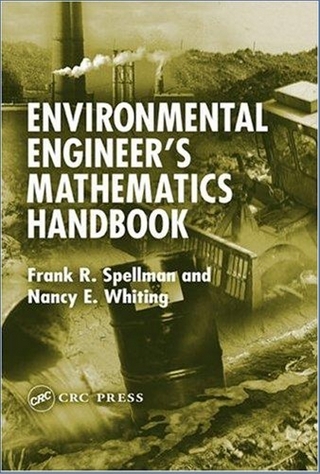 ENVIRONMENTAL
ENGINEER'S
MATHEMATICS
HANDBOOK
Frank R. Spellman and
Nancy E. Whiting
CRC CRC PRESS